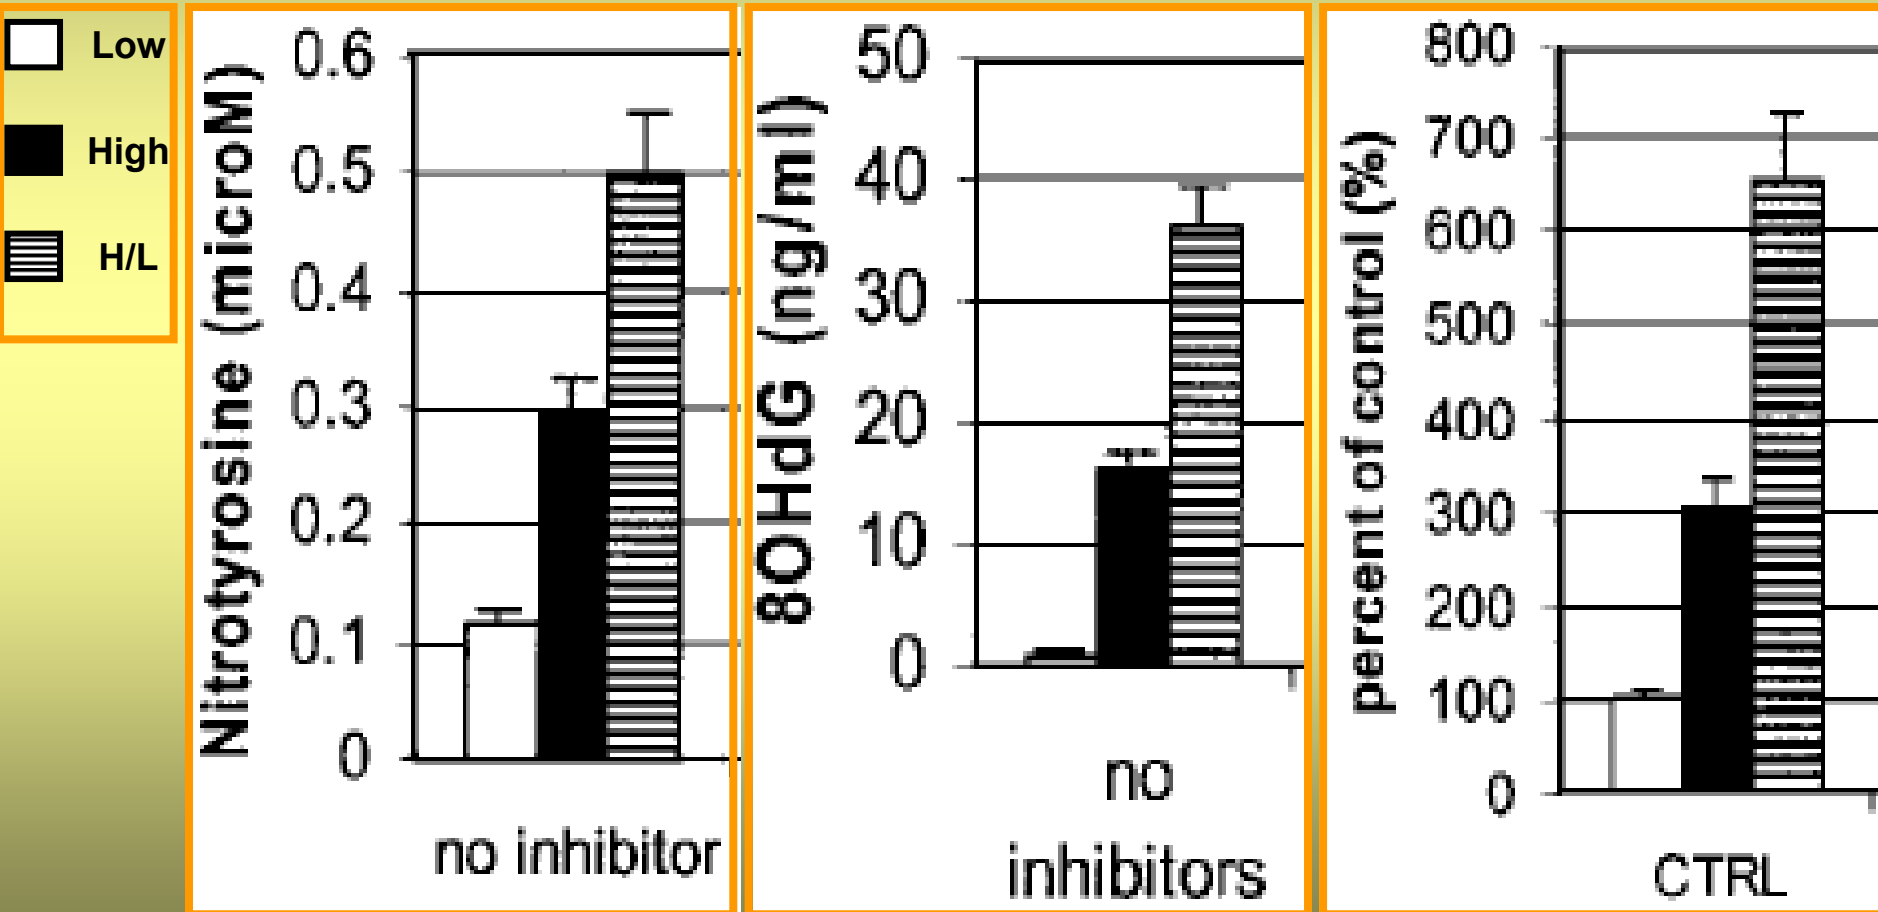 Low
High
H/L
Nitrotyrosine (microM)
0.6
0.5
0.4
0.3
0.2
0.1
0
no inhibitor
8OHdG (ng/ml)
50
40
30
20
10
0
no
inhibitors
percent of control (%)
800
700
600
500
400
300
200
100
0
CTRL